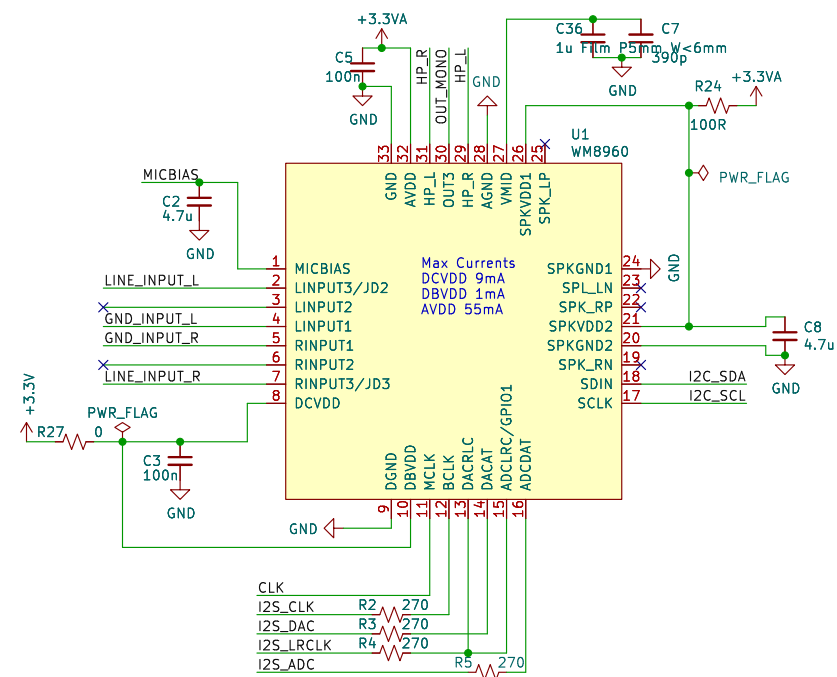 +3.3VA
C5
100n
GND
HP_R
OUT_MONO
HP_L
GND
C36
1u Film P5mm W<6mm
C7
390p
GND
+3.3VA
R24
100R
PWR_FLAG
U1
WM8960
MICBIAS
C2
4.7u
GND
33
32
31
30
29
28
27
26
25
GND
AVDD
HP_L
OUT3
HP_R
AGND
VMID
SPKVDD1
SPK_LP
Max Currents
DCVDD 9mA
DBVDD 1mA
AVDD 55mA
1
MICBIAS
LINE_INPUT_L
2
LINPUT3/JD2
3
LINPUT2
GND_INPUT_L
4
LINPUT1
GND_INPUT_R
5
RINPUT1
6
RINPUT2
LINE_INPUT_R
7
RINPUT3/JD3
8
DCVDD
SPKGND1
24
GND
SPL_LN
23
SPK_RP
22
SPKVDD2
21
SPKGND2
20
SPK_RN
19
SDIN
18
I2C_SDA
SCLK
17
I2C_SCL
C8
4.7u
GND
+3.3V
R27
0
PWR_FLAG
C3
100n
GND
DGND
DBVDD
MCLK
BCLK
DACRLC
DACAT
ADCLRC/GPIO1
ADCDAT
9
10
11
12
13
14
15
16
GND
CLK
I2S_CLK
R2
270
I2S_DAC
R3
270
I2S_LRCLK
R4
270
I2S_ADC
R5
270